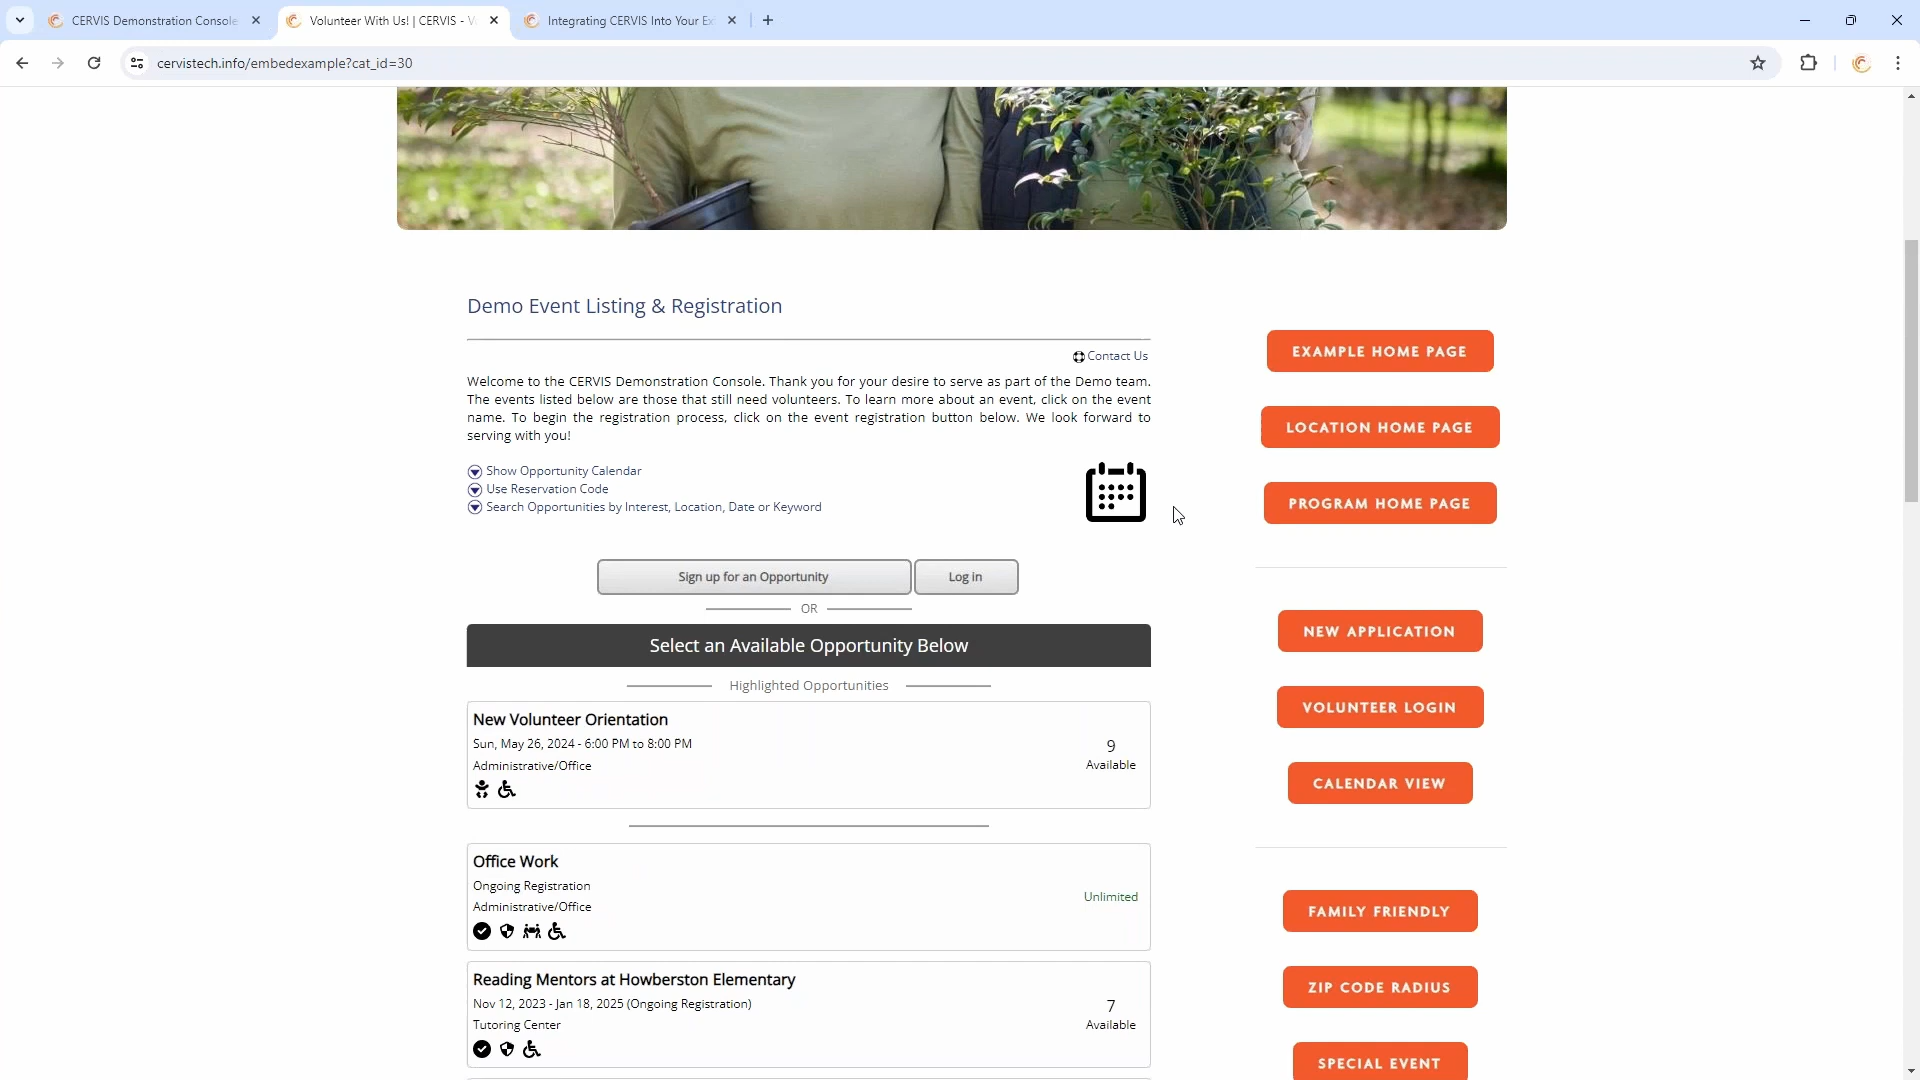 CERVIS Demonstration Console
Volunteer With Us! | CERVIS - V
Integrating CERVIS Into Your Ex
cervistech.info/embedexample?cat_id=30
Demo Event Listing & Registration
Contact Us
Welcome to the CERVIS Demonstration Console. Thank you for your desire to serve as part of the Demo team.
The events listed below are those that still need volunteers. To learn more about an event, click on the event
name. To begin the registration process, click on the event registration button below. We look forward to
serving with you!
Show Opportunity Calendar
Use Reservation Code
Search Opportunities by Interest, Location, Date or Keyword
Sign up for an Opportunity
Log in
OR
Select an Available Opportunity Below
Highlighted Opportunities
New Volunteer Orientation
Sun, May 26, 2024 - 6:00 PM to 8:00 PM
Administrative/Office
9
Available
Office Work
Ongoing Registration
Administrative/Office
Unlimited
Reading Mentors at Howberston Elementary
Nov 12, 2023 - Jan 18, 2025 (Ongoing Registration)
Tutoring Center
7
Available
EXAMPLE HOME PAGE
LOCATION HOME PAGE
PROGRAM HOME PAGE
NEW APPLICATION
VOLUNTEER LOGIN
CALENDAR VIEW
FAMILY FRIENDLY
ZIP CODE RADIUS
SPECIAL EVENT